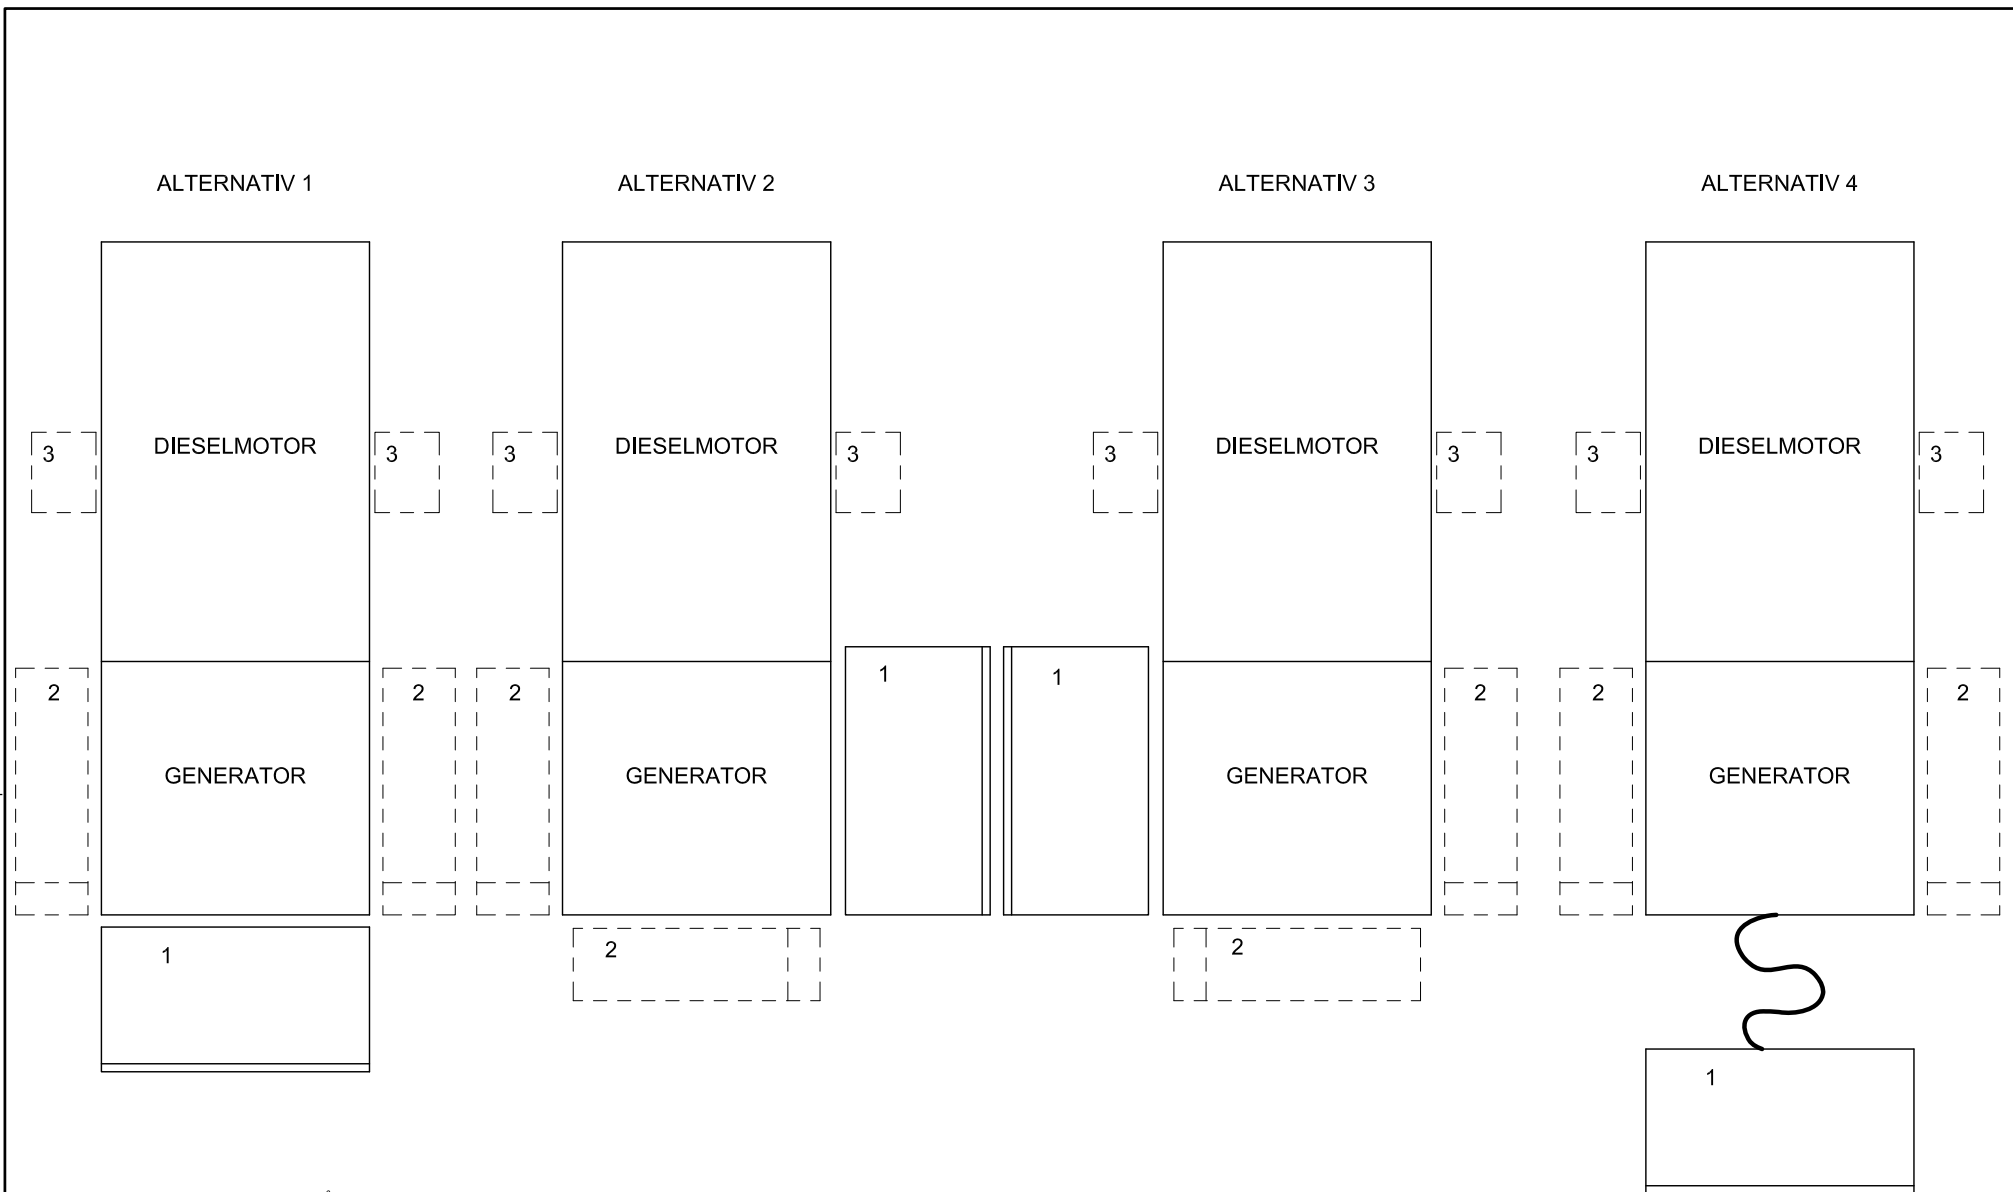 ALTERNATIV 1 ALTERNATIV 2 ALTERNATIV 3 ALTERNATIV 4
3 DIESELMOTOR 3 3 DIESELMOTOR 3 3 DIESELMOTOR 3 3 DIESELMOTOR 3
1 1
2 2 2 2 2 2
GENERATOR GENERATOR GENERATOR GENERATOR
1 2 2
1